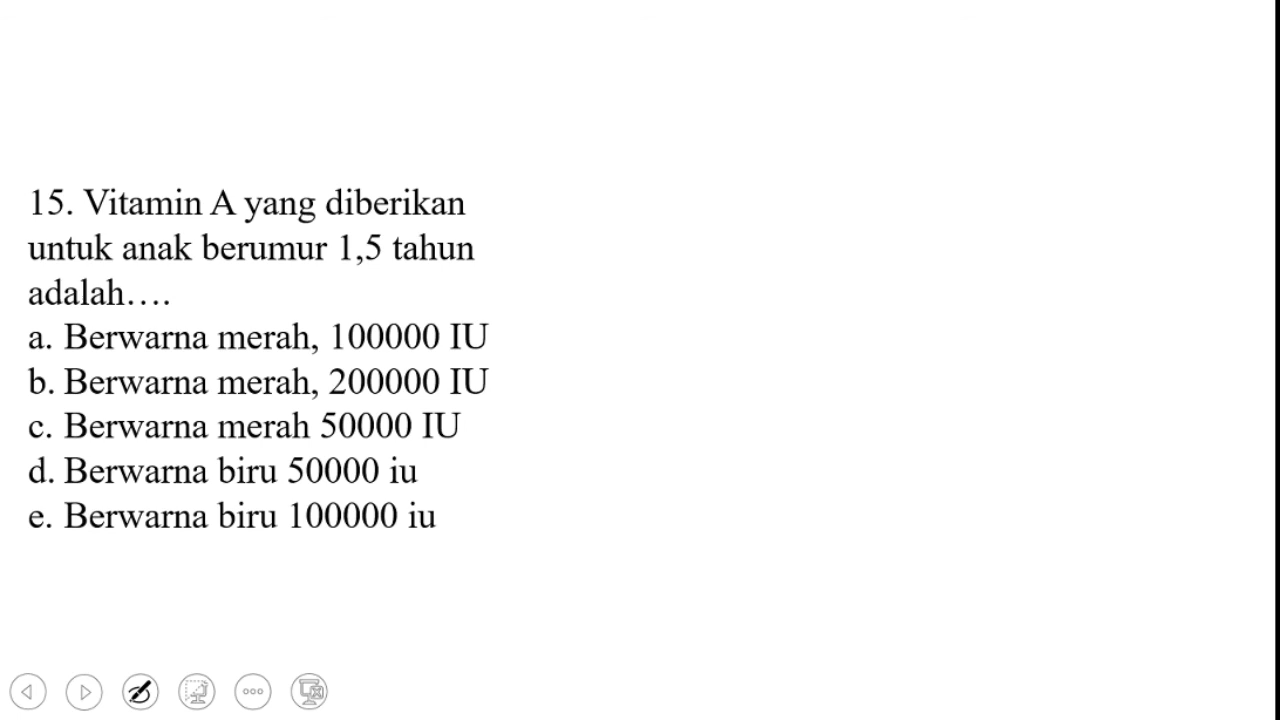 15. Vitamin A yang diberikan
untuk anak berumur 1,5 tahun
adalah….
a. Berwarna merah, 100000 IU
b. Berwarna merah, 200000 IU
c. Berwarna merah 50000 IU
d. Berwarna biru 50000 iu
e. Berwarna biru 100000 iu